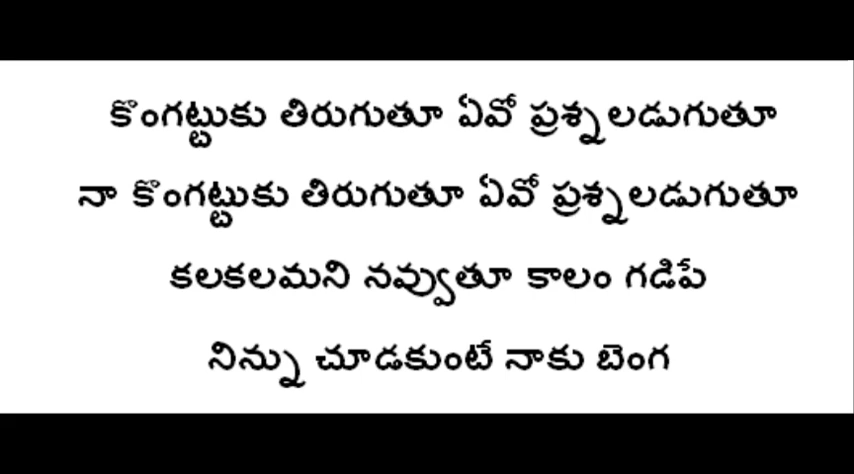 కొంగట్టుకు తిరుగుతూ ఏవో ప్రశ్నలడుగుతూ
నా కొంగట్టుకు తిరుగుతూ ఏవో ప్రశ్నలడుగుతూ
కలకలమని నవ్వుతూ కాలం గడిపే
నిన్ను చూడకుంటే నాకు బెంగ